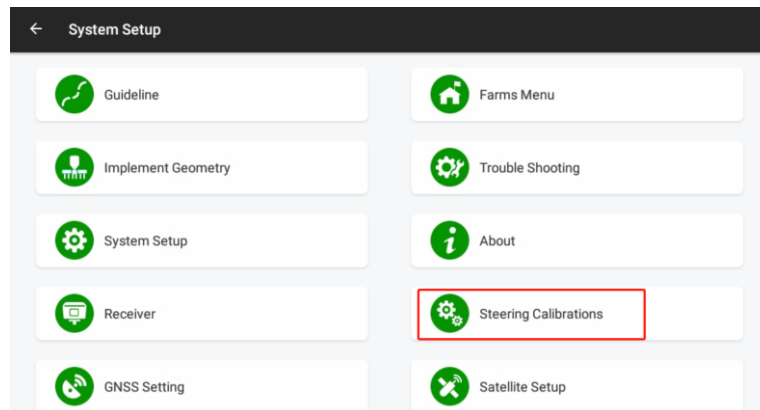 System Setup
Guideline
Farms Menu
Implement Geometry
Trouble Shooting
System Setup
About
Receiver
Steering Calibrations
GNSS Setting
Satellite Setup